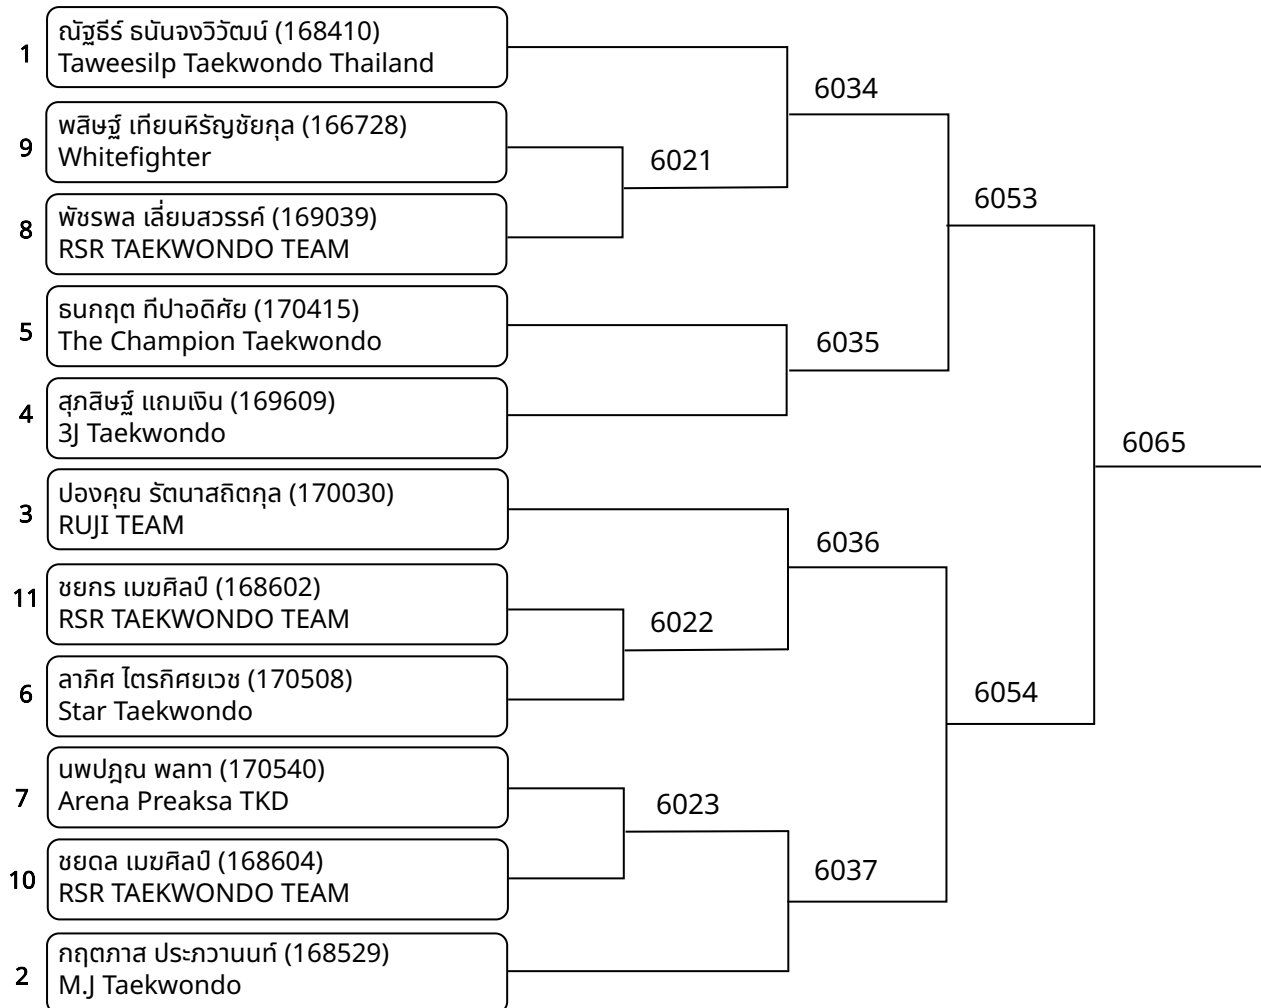 1
ณัฐธีร์ ธนันจงวิวัฒน์ (168410)
Taweesilp Taekwondo Thailand
9
พสิษฐ์ เทียนหิรัญชัยกุล (166728)
Whitefighter
8
พัชรพล เลี่ยมสวรรค์ (169039)
RSR TAEKWONDO TEAM
5
ธนกฤต ทีปาอดิศัย (170415)
The Champion Taekwondo
4
สุภสิษฐ์ แถมเงิน (169609)
3J Taekwondo
3
ปองคุณ รัตนาสถิตกุล (170030)
RUJI TEAM
11
ชยกร เมฆศิลป์ (168602)
RSR TAEKWONDO TEAM
6
ลาภิศ ไตรกิศยเวช (170508)
Star Taekwondo
7
นพปฎณ พลทา (170540)
Arena Preaksa TKD
10
ชยดล เมฆศิลป์ (168604)
RSR TAEKWONDO TEAM
2
กฤตภาส ประภวานนท์ (168529)
M.J Taekwondo
6021
6022
6023
6034
6035
6036
6037
6053
6054
6065